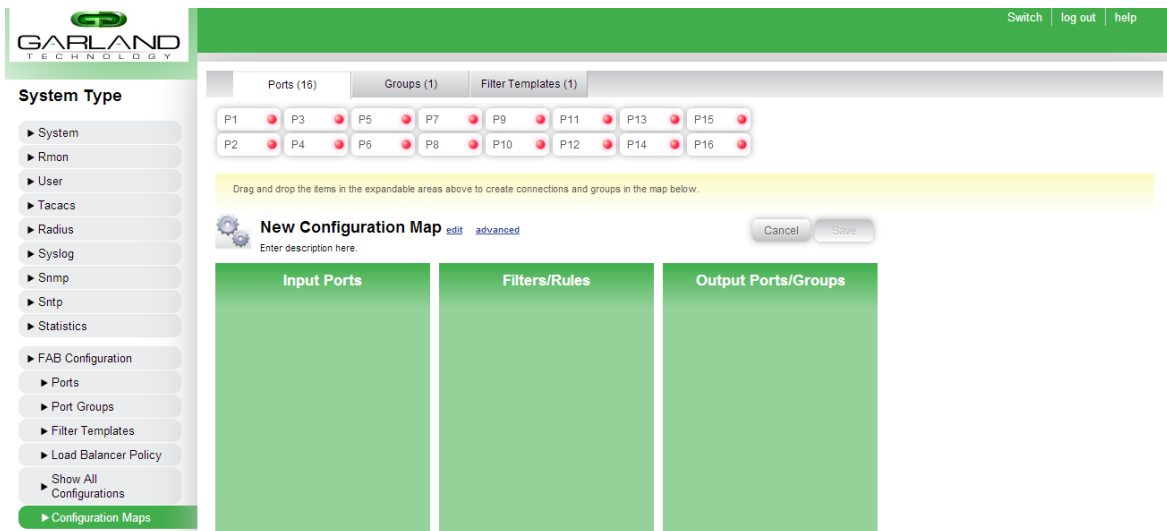 GARLAND
TECHNOLOGY
Switch log out help
System Type
System
Rmon
User
Tacacs
Radius
Syslog
Snmp
Sntp
Statistics
FAB Configuration
Ports
Port Groups
Filter Templates
Load Balancer Policy
Show All
Configurations
Configuration Maps
Ports (16) Groups (1) Filter Templates (1)
P1 P3 P5 P7 P9 P11 P13 P15
P2 P4 P6 P8 P10 P12 P14 P16
Drag and drop the items in the expandable areas above to create connections and groups in the map below.
New Configuration Map edit advanced
Enter description here.
Cancel Save
Input Ports Filters/Rules Output Ports/Groups